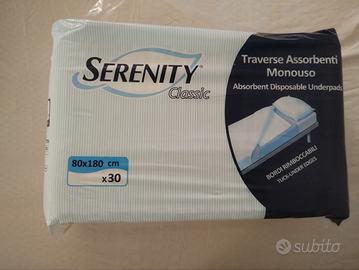 SERENITY
Classic
Traverse Assorbenti
Monouso
Absorbent Disposable Underpads
80x180 cm
x30
BORDI RIMBOCCABILI
TUCK-UNDER EDGES
subito